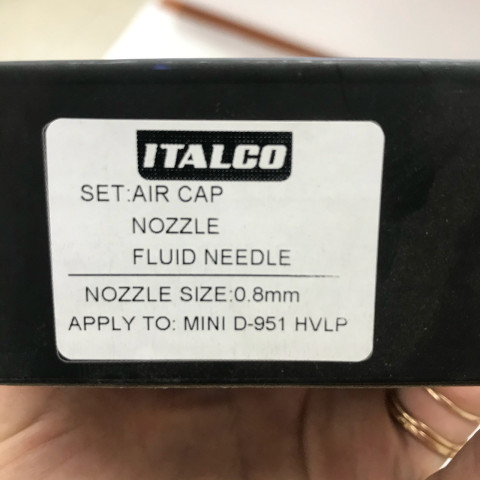 ITALCO
SET:AIR CAP
NOZZLE
FLUID NEEDLE
NOZZLE SIZE:0.8mm
APPLY TO: MINI D-951 HVLP